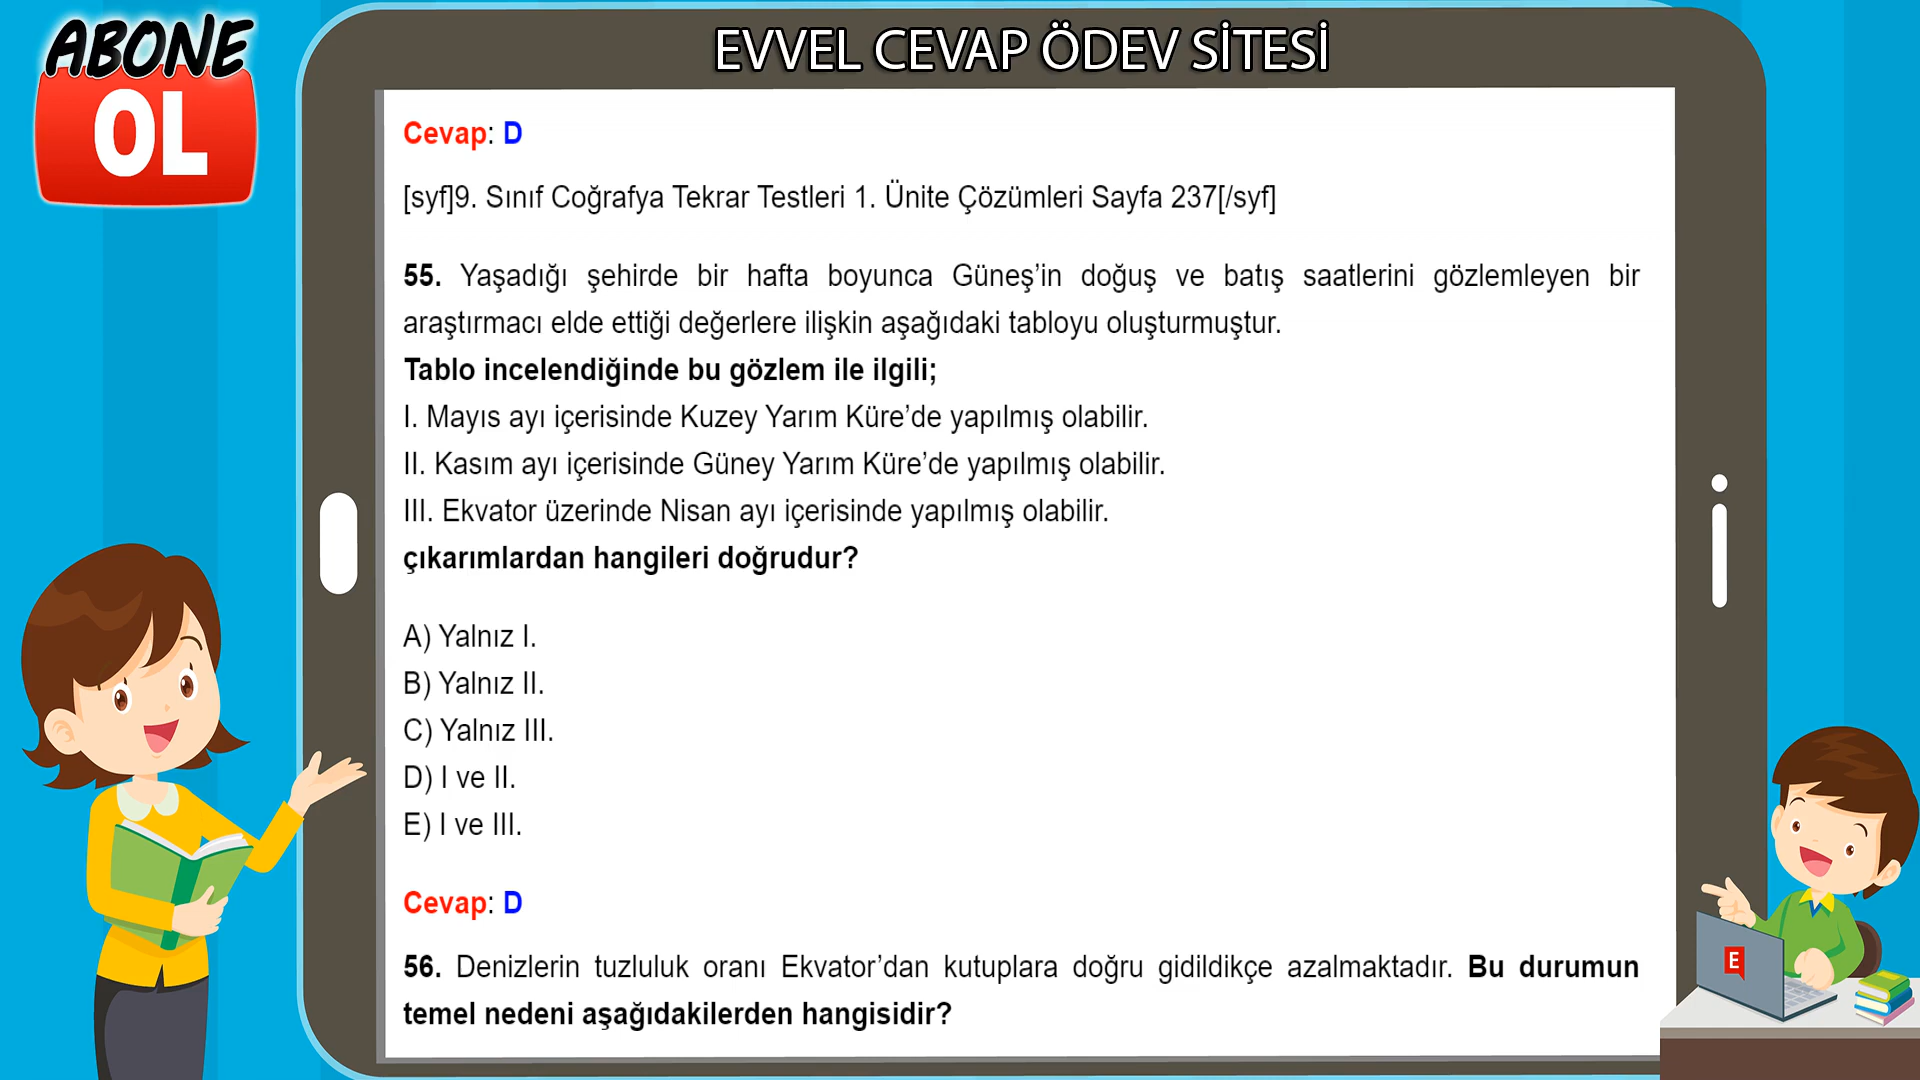 ABONE
OL
EVVEL CEVAP ÖDEV SİTESİ
Cevap: D
[syf]9. Sınıf Coğrafya Tekrar Testleri 1. Ünite Çözümleri Sayfa 237[/syf]
55. Yaşadığı şehirde bir hafta boyunca Güneş’in doğuş ve batış saatlerini gözlemleyen bir
araştırmacı elde ettiği değerlere ilişkin aşağıdaki tabloyu oluşturmuştur.
Tablo incelendiğinde bu gözlem ile ilgili;
I. Mayıs ayı içerisinde Kuzey Yarım Küre’de yapılmış olabilir.
II. Kasım ayı içerisinde Güney Yarım Küre’de yapılmış olabilir.
III. Ekvator üzerinde Nisan ayı içerisinde yapılmış olabilir.
çıkarımlardan hangileri doğrudur?
A) Yalnız I.
B) Yalnız II.
C) Yalnız III.
D) I ve II.
E) I ve III.
Cevap: D
56. Denizlerin tuzluluk oranı Ekvator’dan kutuplara doğru gidildikçe azalmaktadır. Bu durumun
temel nedeni aşağıdakilerden hangisidir?
E